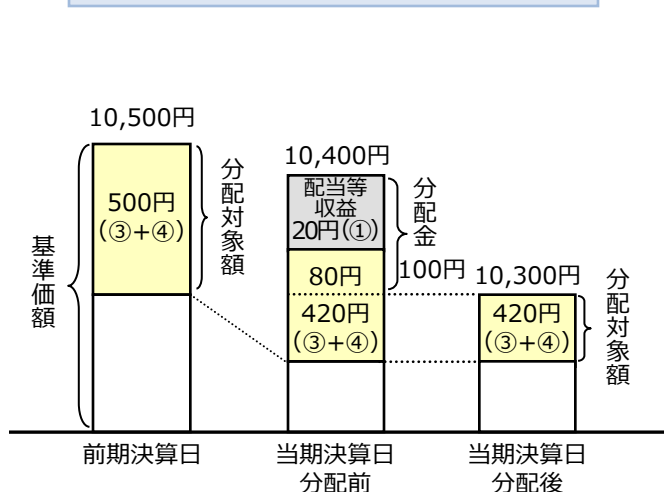 10,500円
500円
(③+④)
分配対象額
基準価額
10,400円
配当等
収益
20円(①)
分配金
100円
80円
420円
(③+④)
10,300円
420円
(③+④)
分配対象額
前期決算日
当期決算日
分配前
当期決算日
分配後